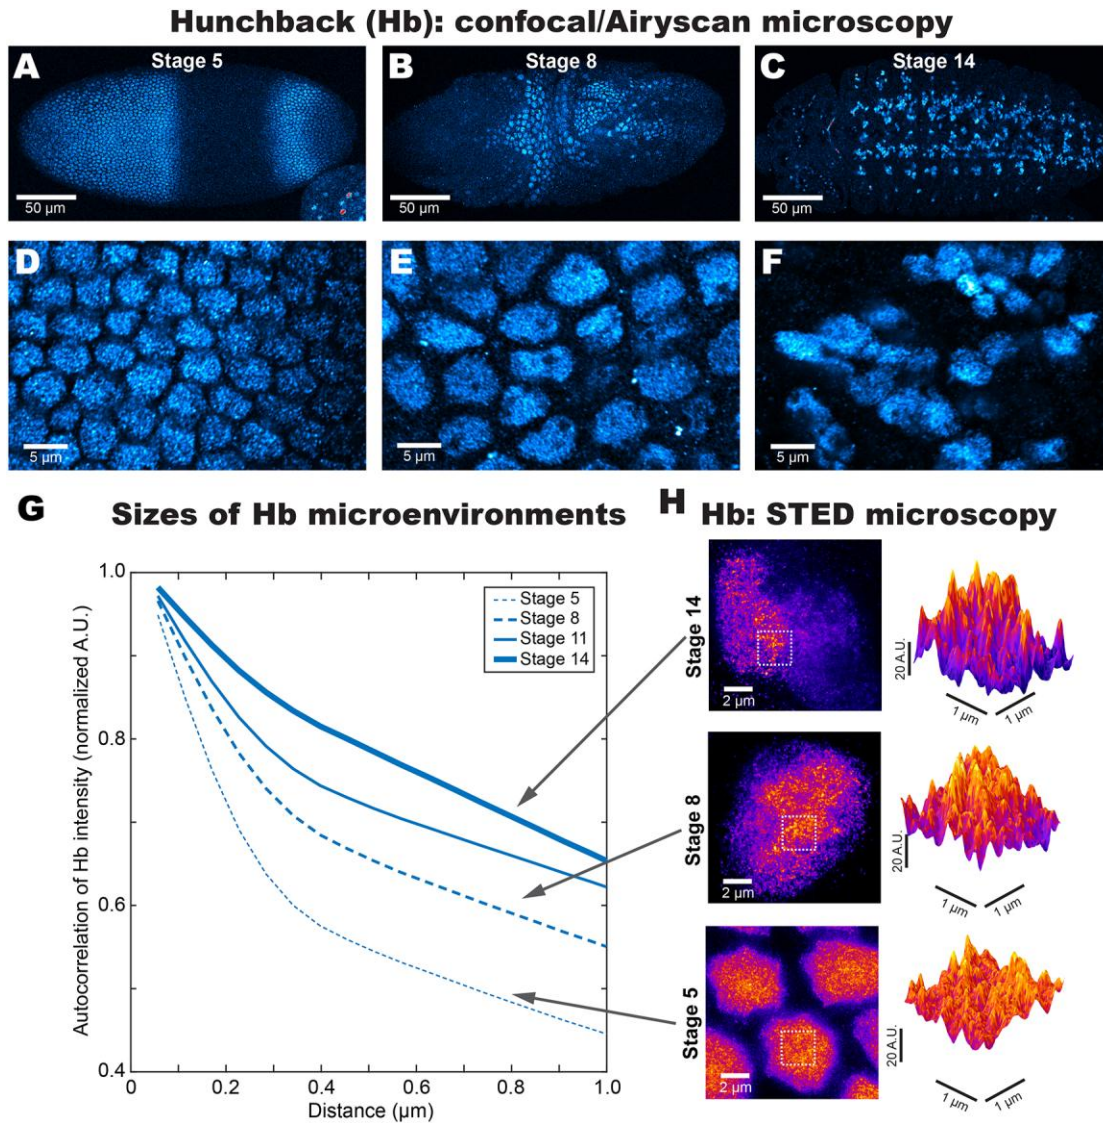 Hunchback (Hb): confocal/Airyscan microscopy
A
Stage 5
50 µm
B
Stage 8
50 µm
C
Stage 14
50 µm
D
5 µm
E
5 µm
F
5 µm
G
Sizes of Hb microenvironments
Autocorrelation of Hb intensity (normalized A.U.)
1.0
0.8
0.6
0.4
0
0.2
0.4
0.6
0.8
1.0
Distance (µm)
Stage 5
Stage 8
Stage 11
Stage 14
H
Hb: STED microscopy
Stage 14
2 µm
20 A.U.
1 µm
1 µm
Stage 8
2 µm
20 A.U.
1 µm
1 µm
Stage 5
2 µm
20 A.U.
1 µm
1 µm